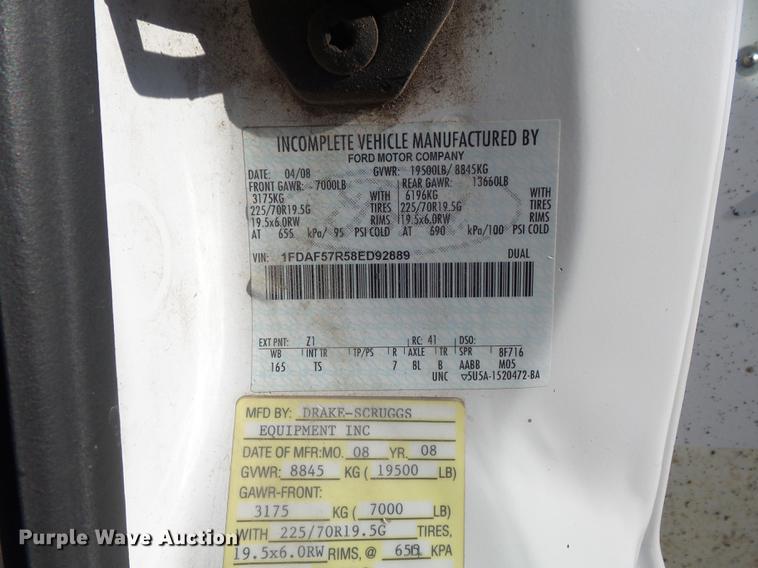 INCOMPLETE VEHICLE MANUFACTURED BY
FORD MOTOR COMPANY
DATE: 04/08 GVWR: 19500LB/ 8845KG
FRONT GAWR: 7000LB REAR GAWR: 13660LB
3175KG WITH 6196KG WITH
225/70R19.5G TIRES 225/70R19.5G TIRES
19.5x6.0RW RIMS 19.5x6.0RW RIMS
AT 655 kPa/ 95 PSI COLD AT 690 kPa/100 PSI COLD
VIN: 1FDAF57R58ED92889 DUAL
EXT PNT: Z1 RC: 41 DSO:
WB INT TR TP/PS R AXLE TR SPR 8F716
165 TS 7 BL B AABB M05
UNC ▽5U5A-1520472-BA
MFD BY: DRAKE-SCRUGGS
EQUIPMENT INC
DATE OF MFR: MO. 08 YR. 08
GVWR: 8845 KG ( 19500 LB)
GAWR-FRONT:
3175 KG ( 7000 LB)
WITH 225/70R19.5G TIRES,
19.5x6.0RW RIMS, @ KPA
Purple Wave Auction